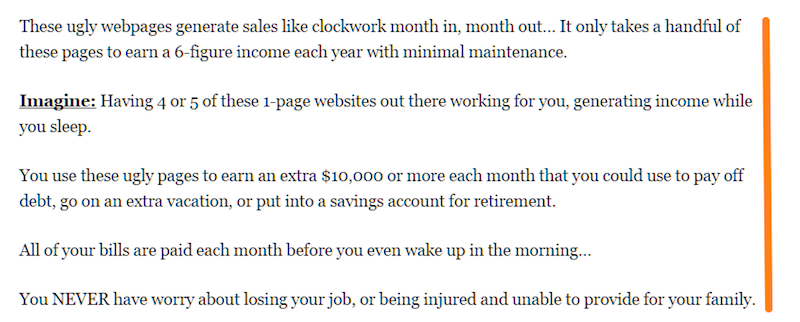 These ugly webpages generate sales like clockwork month in, month out... It only takes a handful of
these pages to earn a 6-figure income each year with minimal maintenance.
Imagine: Having 4 or 5 of these 1-page websites out there working for you, generating income while
you sleep.
You use these ugly pages to earn an extra $10,000 or more each month that you could use to pay off
debt, go on an extra vacation, or put into a savings account for retirement.
All of your bills are paid each month before you even wake up in the morning...
You NEVER have worry about losing your job, or being injured and unable to provide for your family.